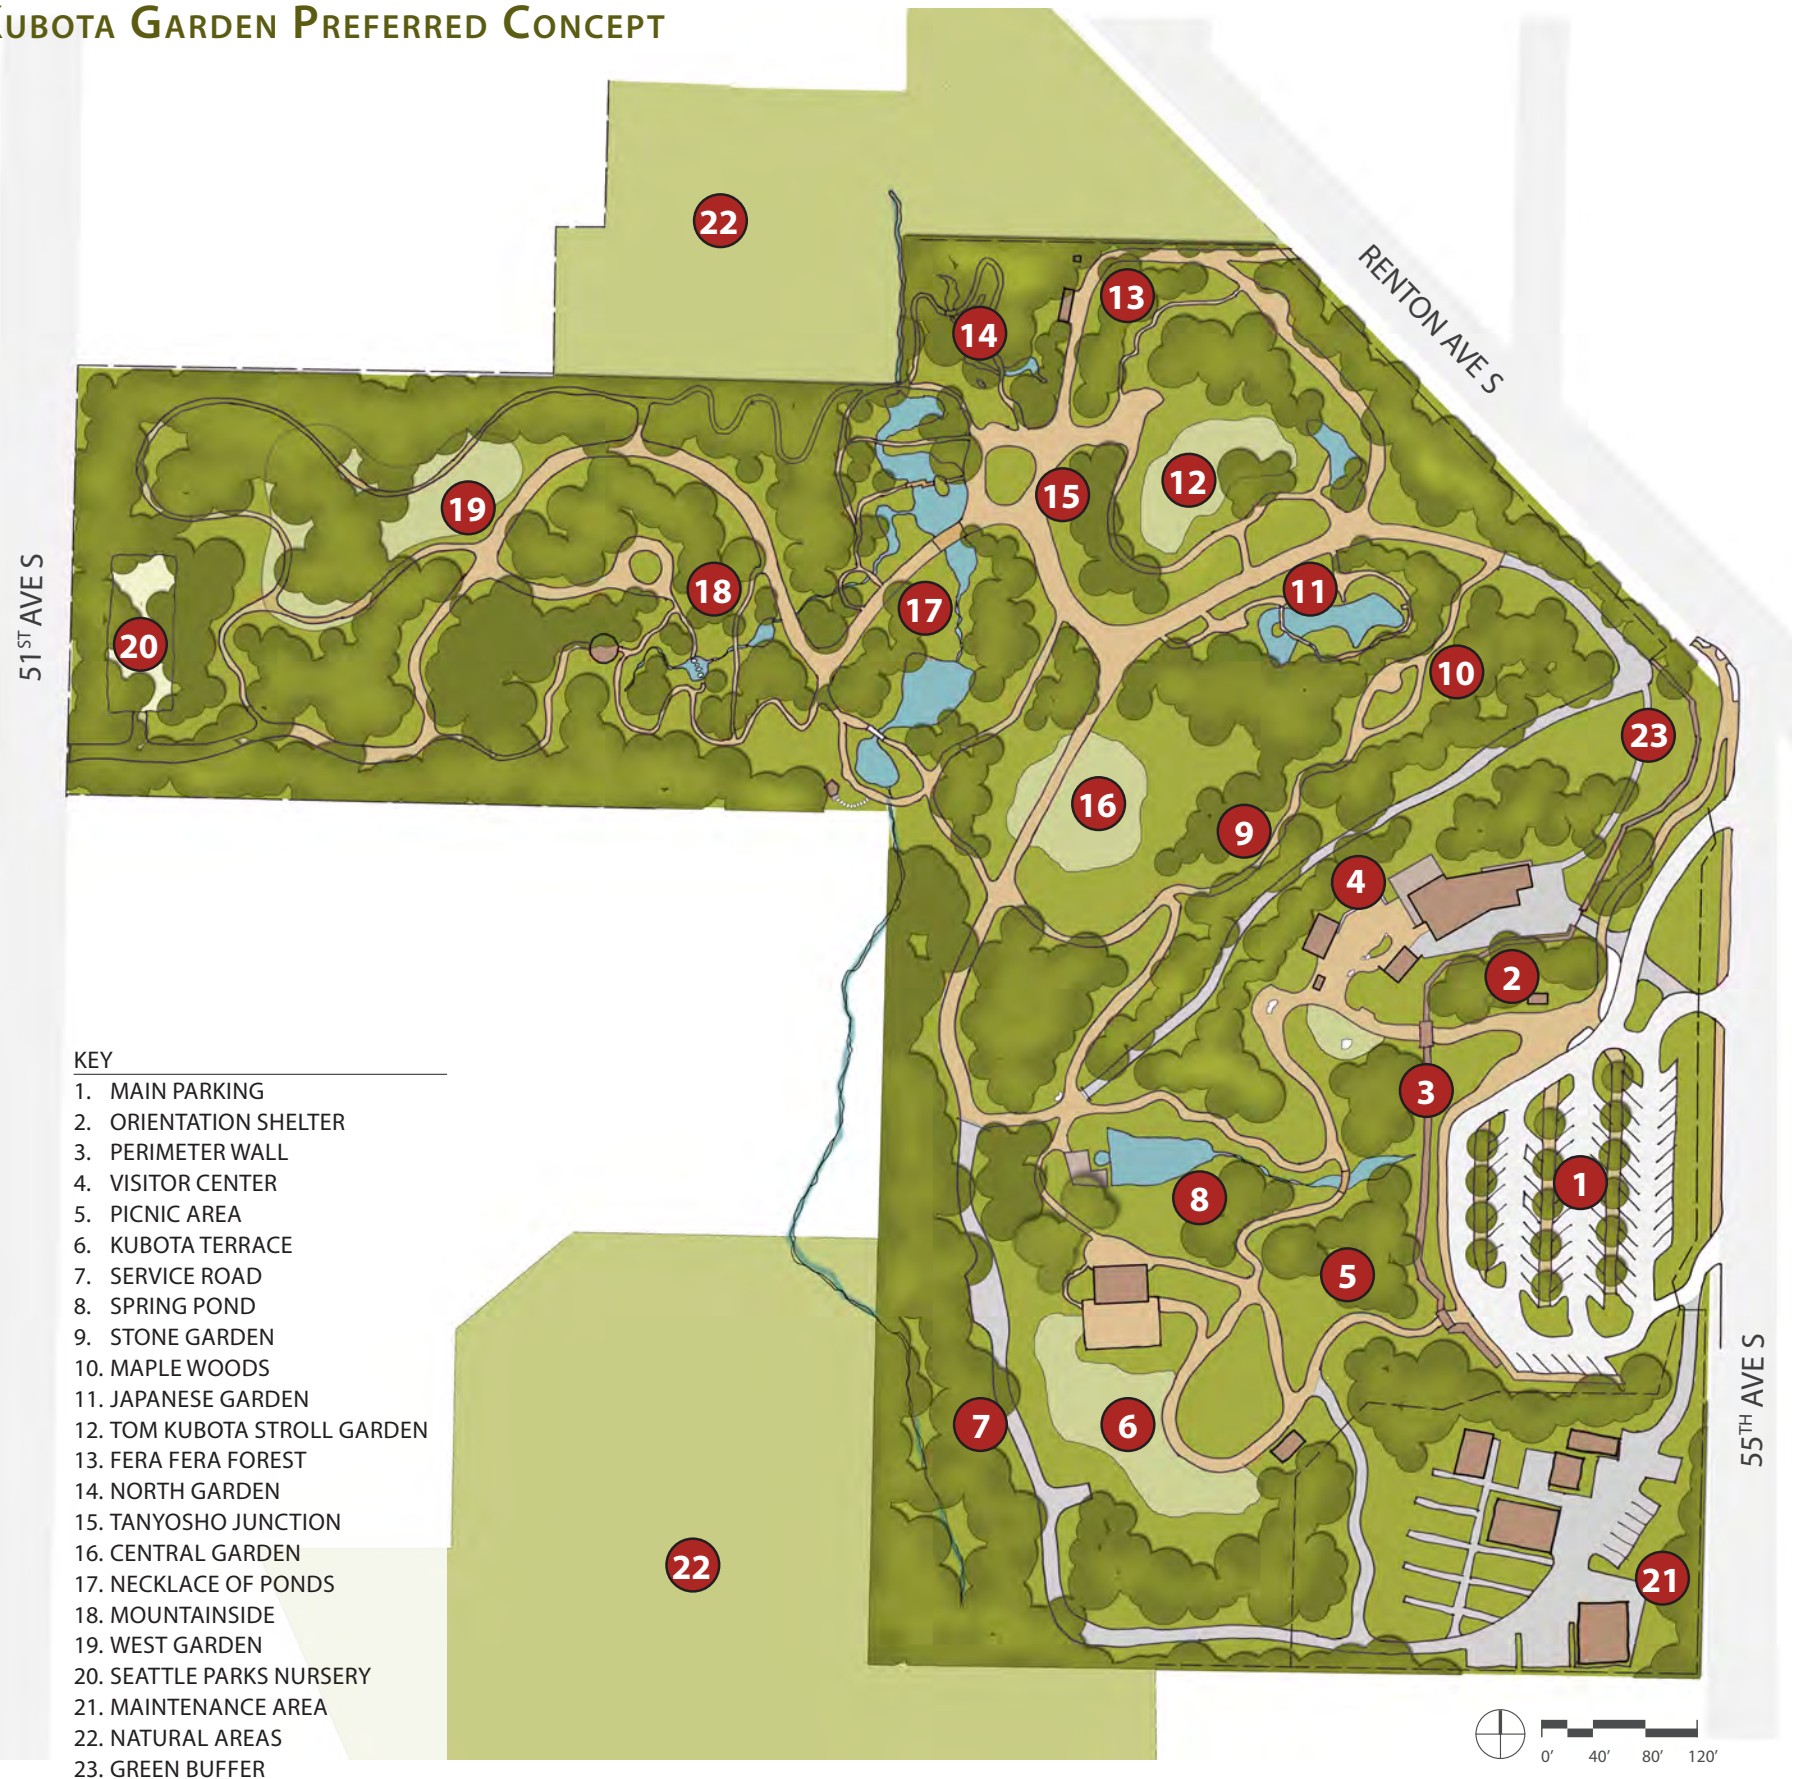 KUBOTA GARDEN PREFERRED CONCEPT
22
RENTON AVE S
13
14
12
15
19
11
18
17
51ST AVE S
20
10
23
16
9
4
2
3
1
8
5
7
6
55TH AVE S
22
21
KEY
1. MAIN PARKING
2. ORIENTATION SHELTER
3. PERIMETER WALL
4. VISITOR CENTER
5. PICNIC AREA
6. KUBOTA TERRACE
7. SERVICE ROAD
8. SPRING POND
9. STONE GARDEN
10. MAPLE WOODS
11. JAPANESE GARDEN
12. TOM KUBOTA STROLL GARDEN
13. FERA FERA FOREST
14. NORTH GARDEN
15. TANYOSHO JUNCTION
16. CENTRAL GARDEN
17. NECKLACE OF PONDS
18. MOUNTAINSIDE
19. WEST GARDEN
20. SEATTLE PARKS NURSERY
21. MAINTENANCE AREA
22. NATURAL AREAS
23. GREEN BUFFER
0' 40' 80' 120'